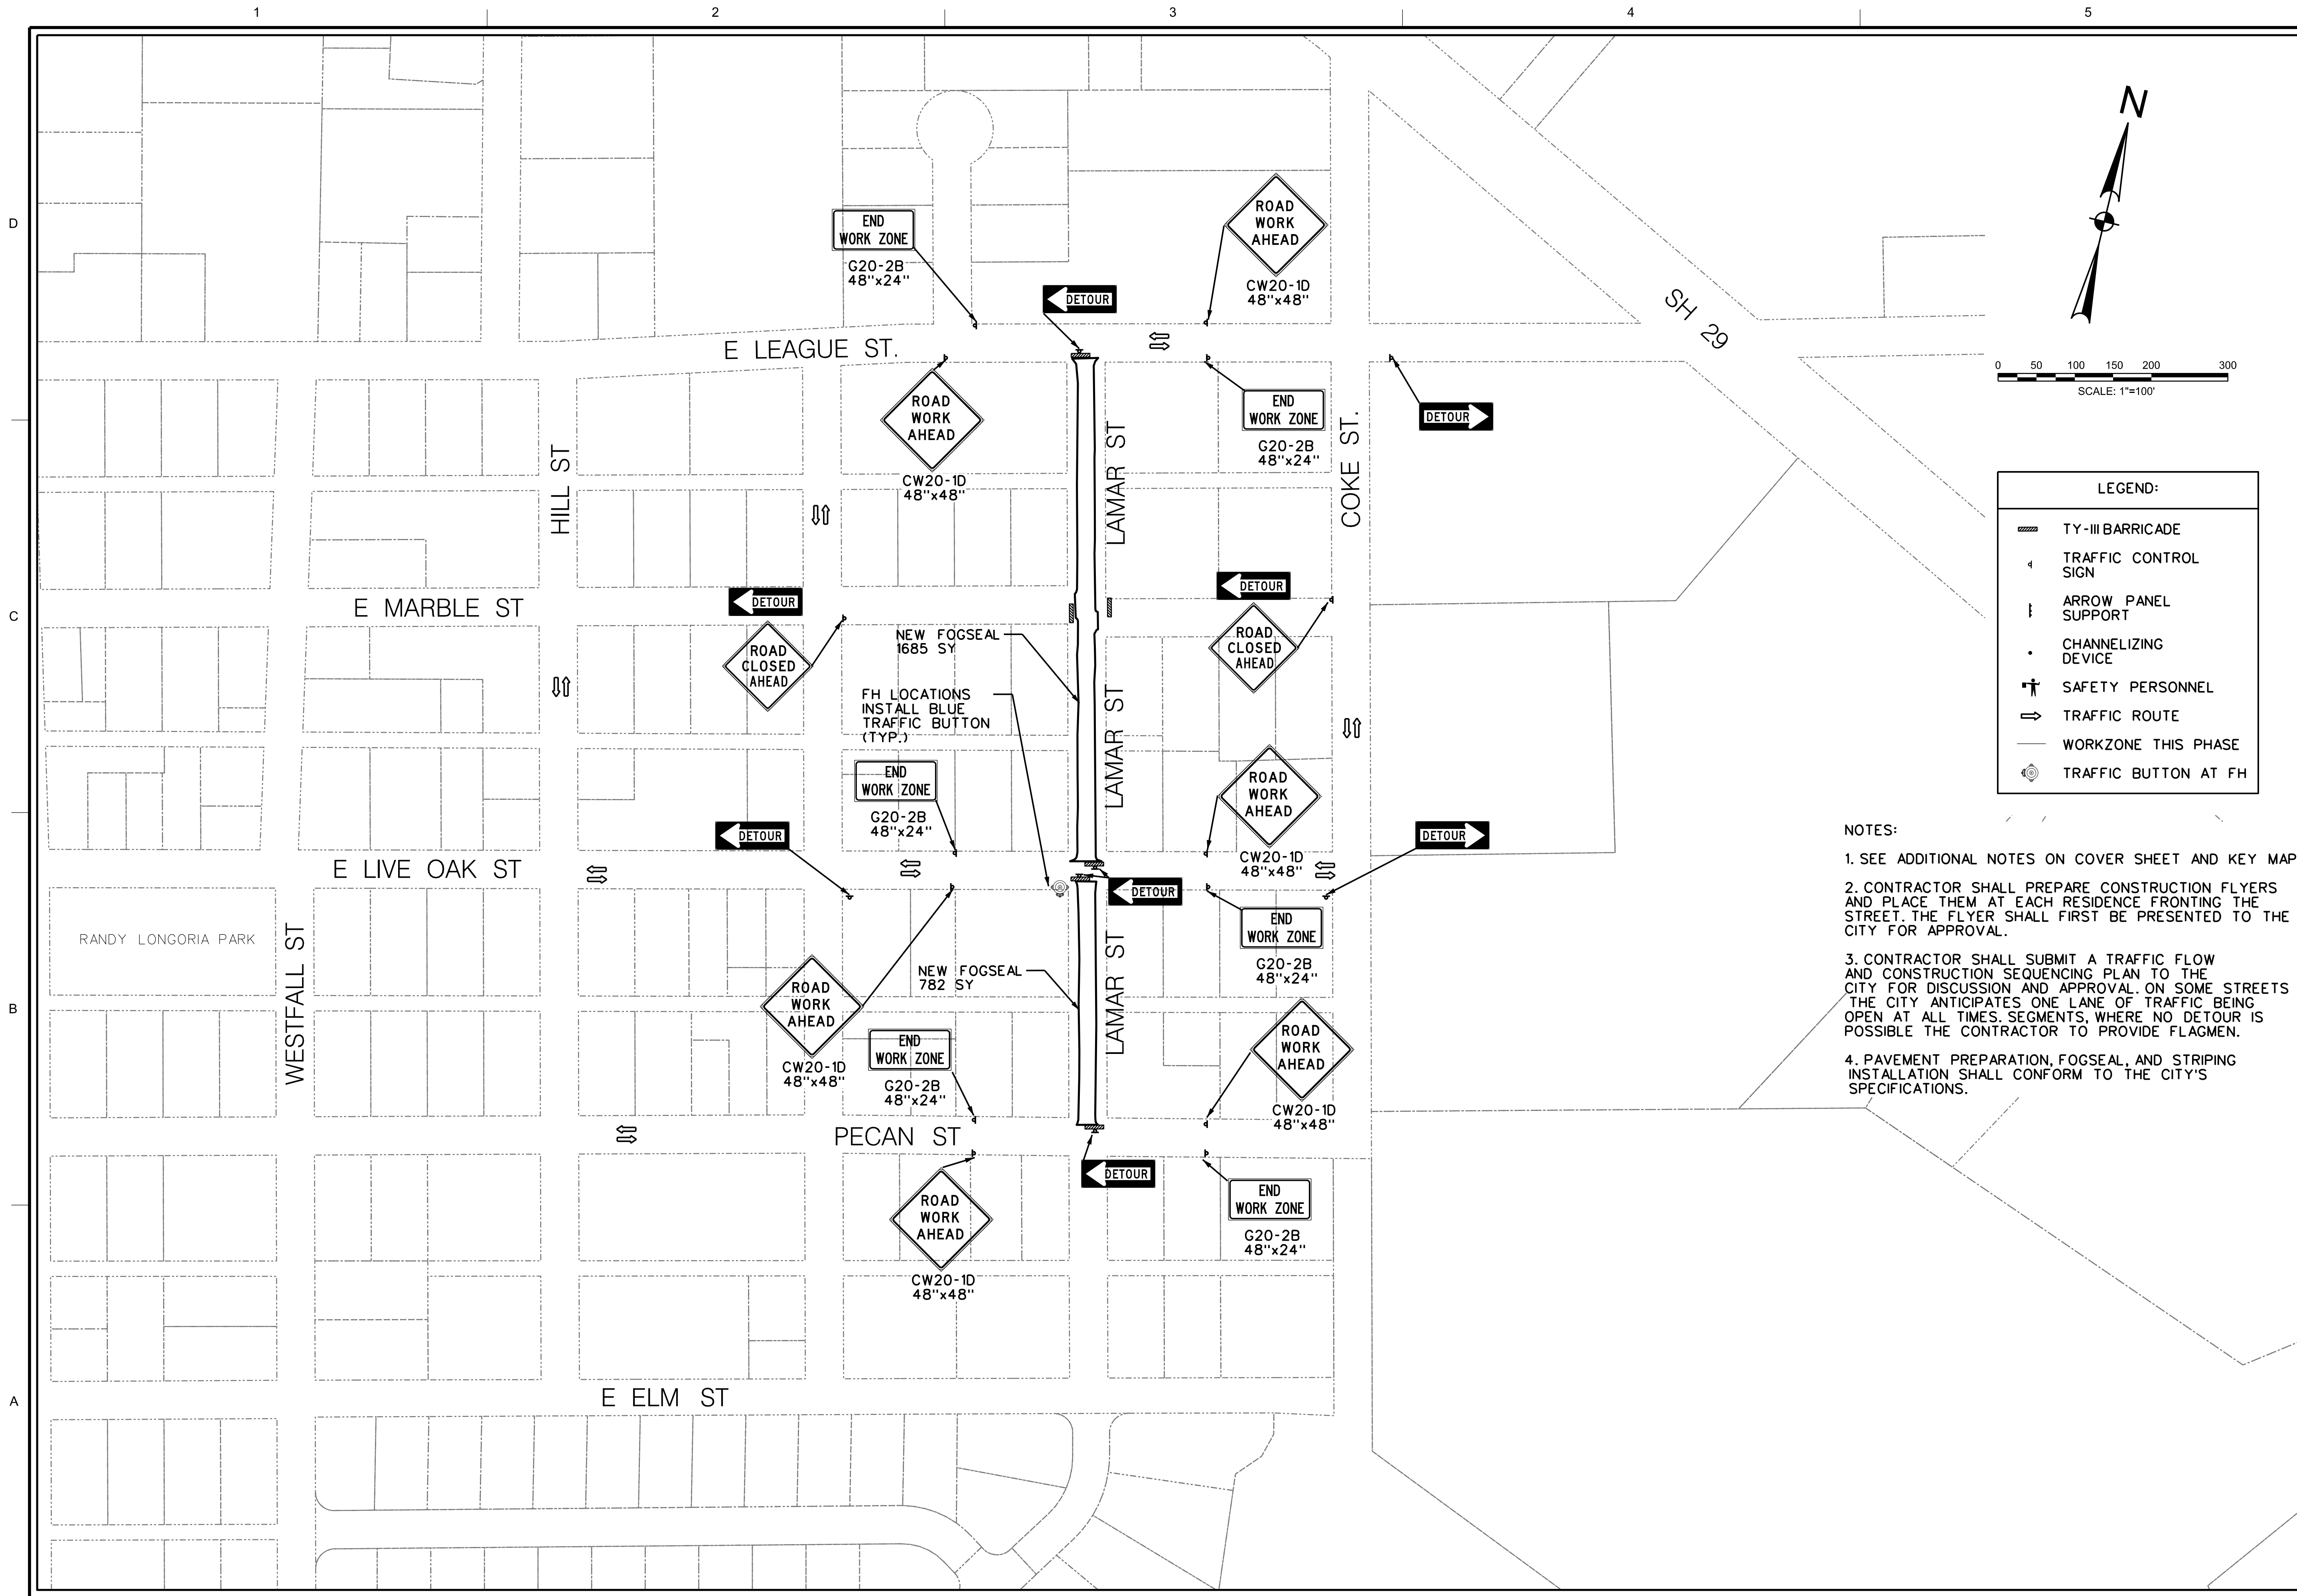 1
2
3
4
5
D
C
B
A
END
WORK ZONE
G20-2B
48"x24"
ROAD
WORK
AHEAD
CW20-1D
48"x48"
DETOUR
N
SH 29
0 50 100 150 200 300
SCALE: 1"=100'
E LEAGUE ST.
ROAD
WORK
AHEAD
CW20-1D
48"x48"
END
WORK ZONE
G20-2B
48"x24"
DETOUR
HILL ST
LAMAR ST
COKE ST.
E MARBLE ST
DETOUR
ROAD
CLOSED
AHEAD
DETOUR
ROAD
CLOSED
AHEAD
NEW FOGSEAL
1685 SY
FH LOCATIONS
INSTALL BLUE
TRAFFIC BUTTON
(TYP.)
LAMAR ST
END
WORK ZONE
G20-2B
48"x24"
ROAD
WORK
AHEAD
CW20-1D
48"x48"
DETOUR
DETOUR
E LIVE OAK ST
DETOUR
END
WORK ZONE
G20-2B
48"x24"
RANDY LONGORIA PARK
WESTFALL ST
ROAD
WORK
AHEAD
CW20-1D
48"x48"
NEW FOGSEAL
782 SY
LAMAR ST
END
WORK ZONE
G20-2B
48"x24"
ROAD
WORK
AHEAD
CW20-1D
48"x48"
PECAN ST
DETOUR
ROAD
WORK
AHEAD
CW20-1D
48"x48"
END
WORK ZONE
G20-2B
48"x24"
E ELM ST
LEGEND:
TY-III BARRICADE
TRAFFIC CONTROL
SIGN
ARROW PANEL
SUPPORT
CHANNELIZING
DEVICE
SAFETY PERSONNEL
TRAFFIC ROUTE
WORKZONE THIS PHASE
TRAFFIC BUTTON AT FH
NOTES:
1. SEE ADDITIONAL NOTES ON COVER SHEET AND KEY MAP
2. CONTRACTOR SHALL PREPARE CONSTRUCTION FLYERS
AND PLACE THEM AT EACH RESIDENCE FRONTING THE
STREET. THE FLYER SHALL FIRST BE PRESENTED TO THE
CITY FOR APPROVAL.
3. CONTRACTOR SHALL SUBMIT A TRAFFIC FLOW
AND CONSTRUCTION SEQUENCING PLAN TO THE
CITY FOR DISCUSSION AND APPROVAL. ON SOME STREETS
THE CITY ANTICIPATES ONE LANE OF TRAFFIC BEING
OPEN AT ALL TIMES. SEGMENTS, WHERE NO DETOUR IS
POSSIBLE THE CONTRACTOR TO PROVIDE FLAGMEN.
4. PAVEMENT PREPARATION, FOGSEAL, AND STRIPING
INSTALLATION SHALL CONFORM TO THE CITY'S
SPECIFICATIONS.